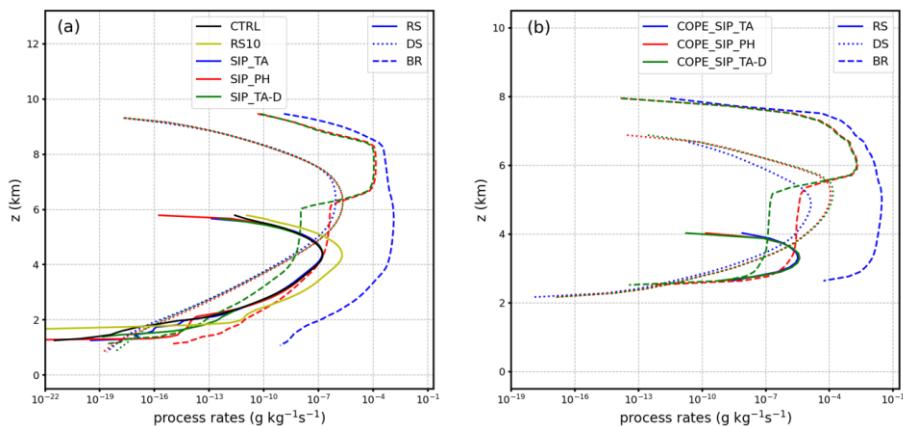 (a)
CTRL
RS10
SIP_TA
SIP_PH
SIP_TA-D
RS
DS
BR
12
10
8
6
4
2
0
z (km)
10⁻²² 10⁻¹⁹ 10⁻¹⁶ 10⁻¹³ 10⁻¹⁰ 10⁻⁷ 10⁻⁴ 10⁻¹
process rates (g kg⁻¹s⁻¹)
(b)
COPE_SIP_TA
COPE_SIP_PH
COPE_SIP_TA-D
RS
DS
BR
10
8
6
4
2
0
z (km)
10⁻¹⁹ 10⁻¹⁶ 10⁻¹³ 10⁻¹⁰ 10⁻⁷ 10⁻⁴ 10⁻¹
process rates (g kg⁻¹s⁻¹)